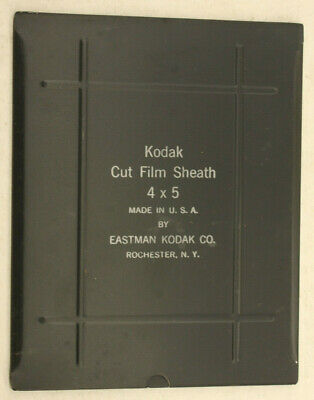 Kodak
Cut Film Sheath
4 x 5
MADE IN U. S. A.
BY
EASTMAN KODAK CO.
ROCHESTER, N. Y.